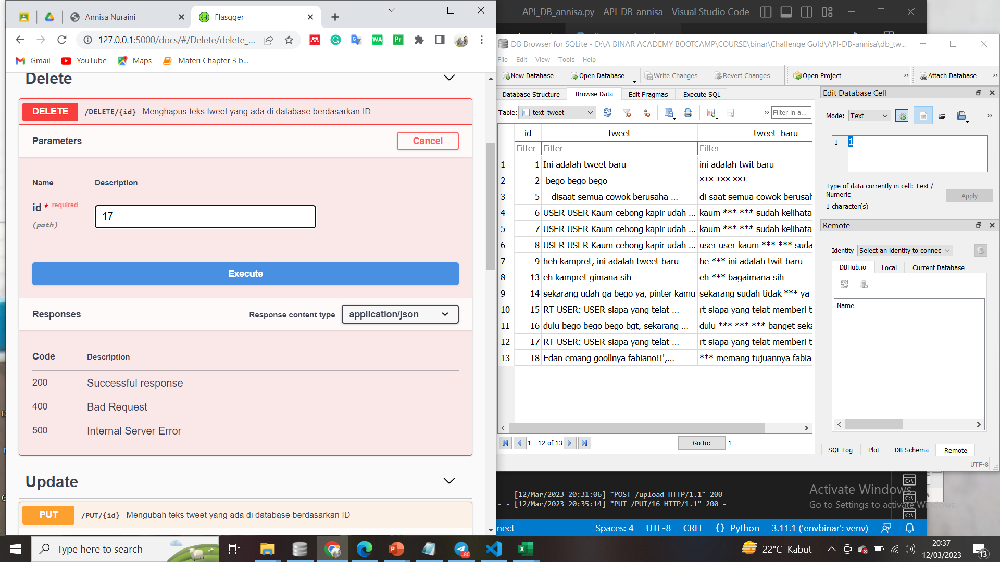 Annisa Nuraini
Flasgger
127.0.0.1:5000/docs/#/Delete/delete_...
Gmail
YouTube
Maps
Materi Chapter 3 b...
Delete
DELETE /DELETE/{id} Menghapus teks tweet yang ada di database berdasarkan ID
Parameters
Cancel
Name Description
id * required
(path)
17
Execute
Responses
Response content type
application/json
Code Description
200 Successful response
400 Bad Request
500 Internal Server Error
Update
PUT /PUT/{id} Mengubah teks tweet yang ada di database berdasarkan ID
API_DB_annisa.py - API-DB-annisa - Visual Studio Code
DB Browser for SQLite - D:\A BINAR ACADEMY BOOTCAMP\COURSE\binar\Challenge Gold\API-DB-annisa\db_tw...
File Edit View Tools Help
New Database Open Database Write Changes Revert Changes Open Project Attach Database
Database Structure Browse Data Edit Pragmas Execute SQL
Table: text_tweet
Filter in a...
id tweet tweet_baru
Filter Filter Filter
1 1 Ini adalah tweet baru ini adalah twit baru
2 2 bego bego bego *** *** ***
3 5 - disaat semua cowok berusaha ... di saat semua cowok berusah
4 6 USER USER Kaum cebong kapir udah ... kaum *** *** sudah kelihata
5 7 USER USER Kaum cebong kapir udah ... kaum *** *** sudah kelihata
6 8 USER USER Kaum cebong kapir udah ... user user kaum *** *** suda
7 9 heh kampret, ini adalah tweet baru he *** ini adalah twit baru
8 13 eh kampret gimana sih eh *** bagaimana sih
9 14 sekarang udah ga bego ya, pinter kamu sekarang sudah tidak *** ya
10 15 RT USER: USER siapa yang telat ... rt siapa yang telat memberi t
11 16 dulu bego bego bego bgt, sekarang ... dulu *** *** *** banget seka
12 17 RT USER: USER siapa yang telat ... rt siapa yang telat memberi t
13 18 Edan emang goollnya fabiano!!',... *** memang tujuannya fabia
1 - 12 of 13
Go to: 1
Edit Database Cell
Mode: Text
1 1
Type of data currently in cell: Text /
Numeric
1 character(s)
Apply
Remote
Identity Select an identity to connec
DBHub.io Local Current Database
Name
SQL Log Plot DB Schema Remote
UTF-8
- - [12/Mar/2023 20:31:06] "POST /upload HTTP/1.1" 200 -
- - [12/Mar/2023 20:35:14] "PUT /PUT/16 HTTP/1.1" 200 -
Activate Windows
Go to Settings to activate Windows.
nect
Spaces: 4 UTF-8 CRLF {} Python 3.11.1 ('envbinar': venv)
Type here to search
80
22°C Kabut
20:37
12/03/2023
13